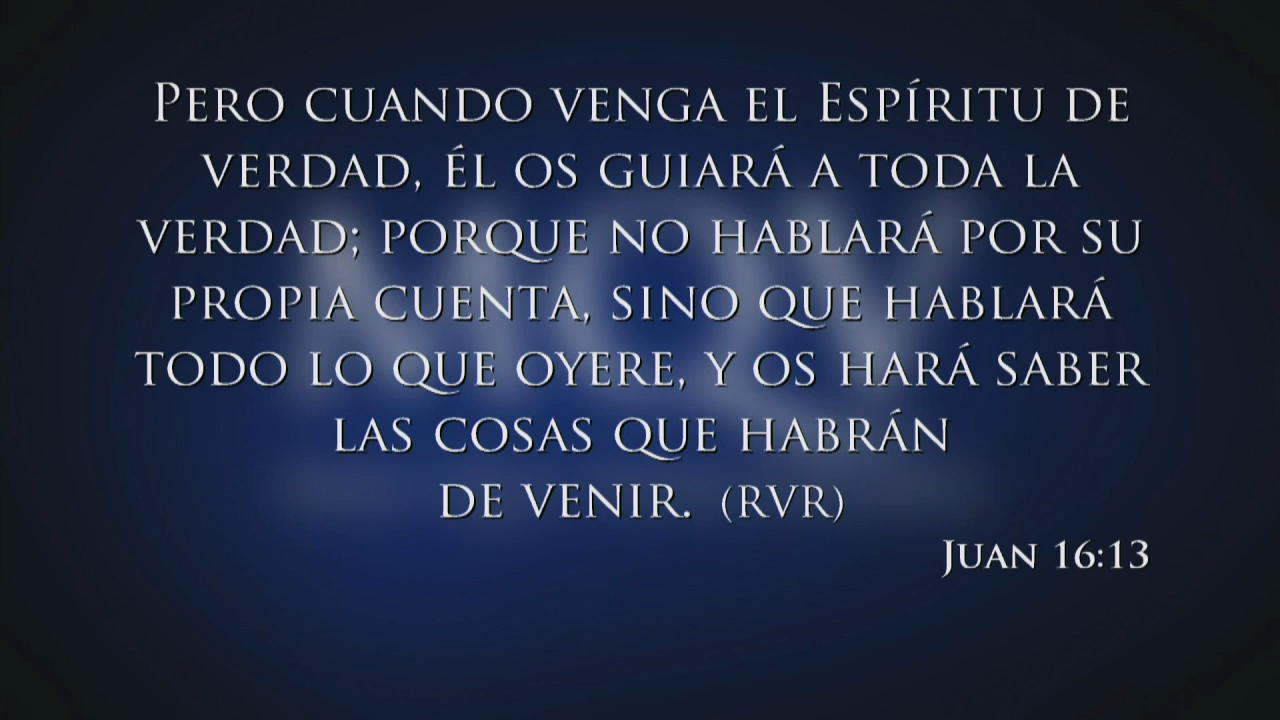 Pero cuando venga el Espíritu de
verdad, él os guiará a toda la
verdad; porque no hablará por su
propia cuenta, sino que hablará
todo lo que oyere, y os hará saber
las cosas que habrán
de venir. (RVR)
Juan 16:13